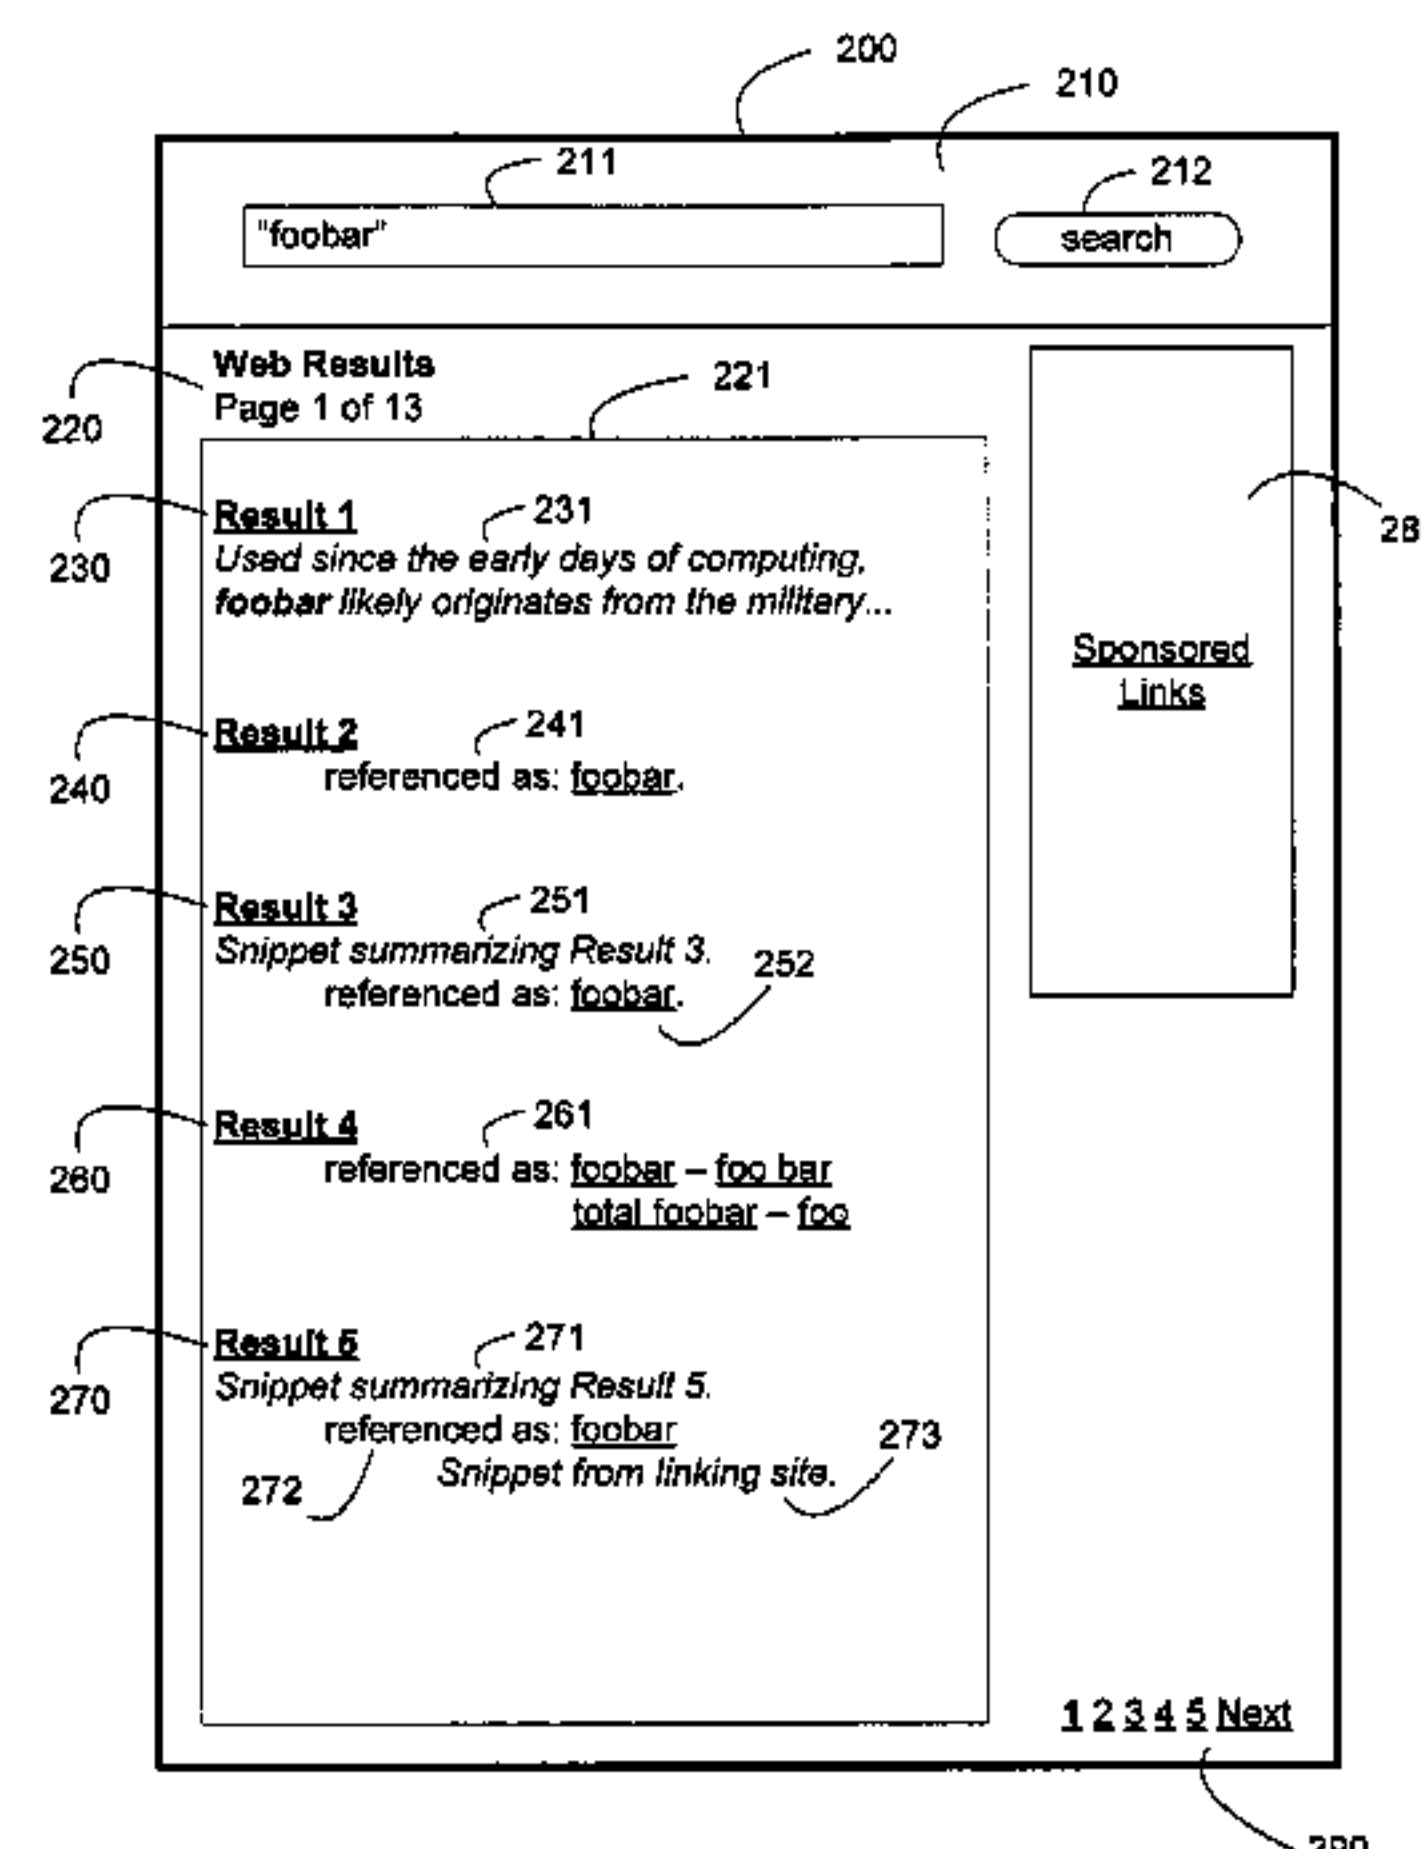 200
210
211
212
"foobar"
search
Web Results
221
Page 1 of 13
220
Result 1
231
28
230
Used since the early days of computing,
foobar likely originates from the military...
Sponsored
Links
Result 2
241
240
referenced as: foobar.
Result 3
251
250
Snippet summarizing Result 3.
252
referenced as: foobar.
Result 4
261
260
referenced as: foobar – foo bar
total foobar – foo
Result 5
271
270
Snippet summarizing Result 5.
referenced as: foobar
273
Snippet from linking site.
272
1 2 3 4 5 Next